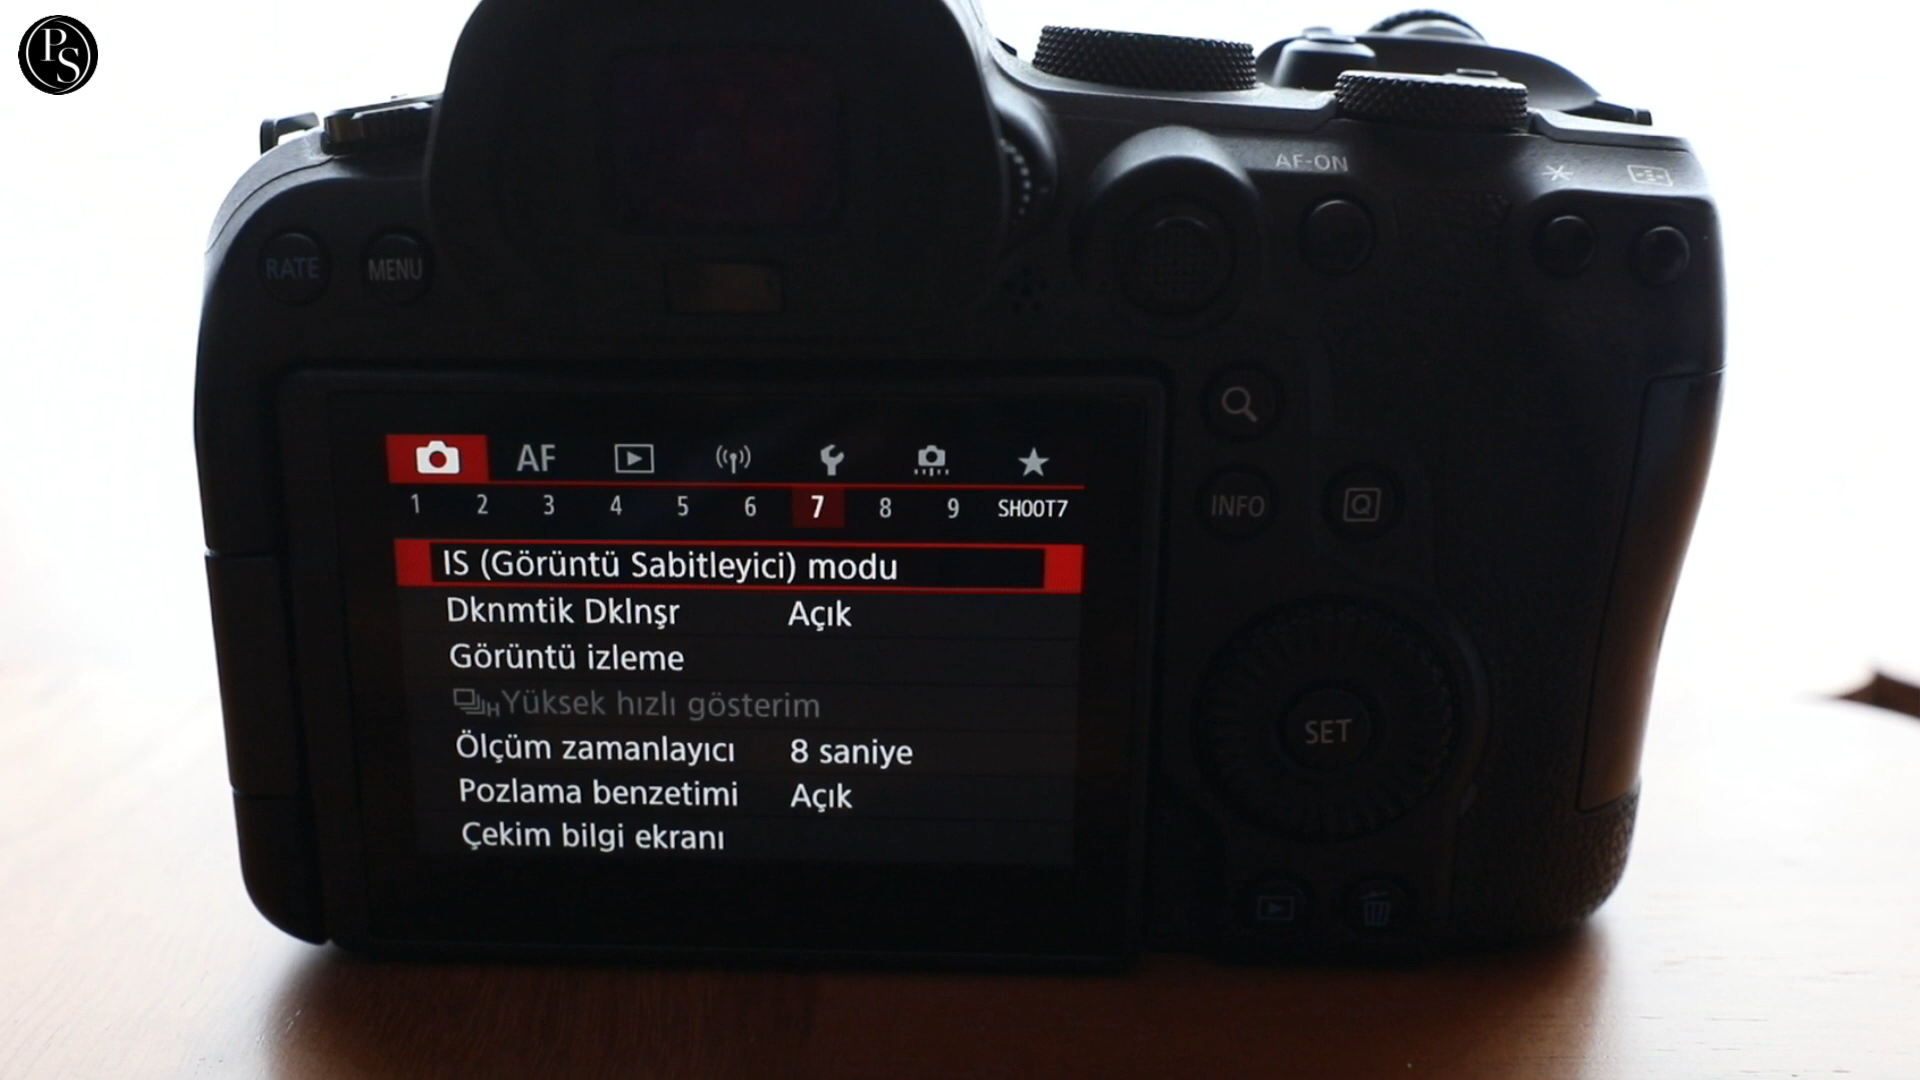 PS
AF-ON
RATE
MENU
AF
1 2 3 4 5 6 7 8 9 SHOOT7
IS (Görüntü Sabitleyici) modu
Dknmtik Dklnşr Açık
Görüntü izleme
H Yüksek hızlı gösterim
Ölçüm zamanlayıcı 8 saniye
Pozlama benzetimi Açık
Çekim bilgi ekranı
INFO
Q
SET